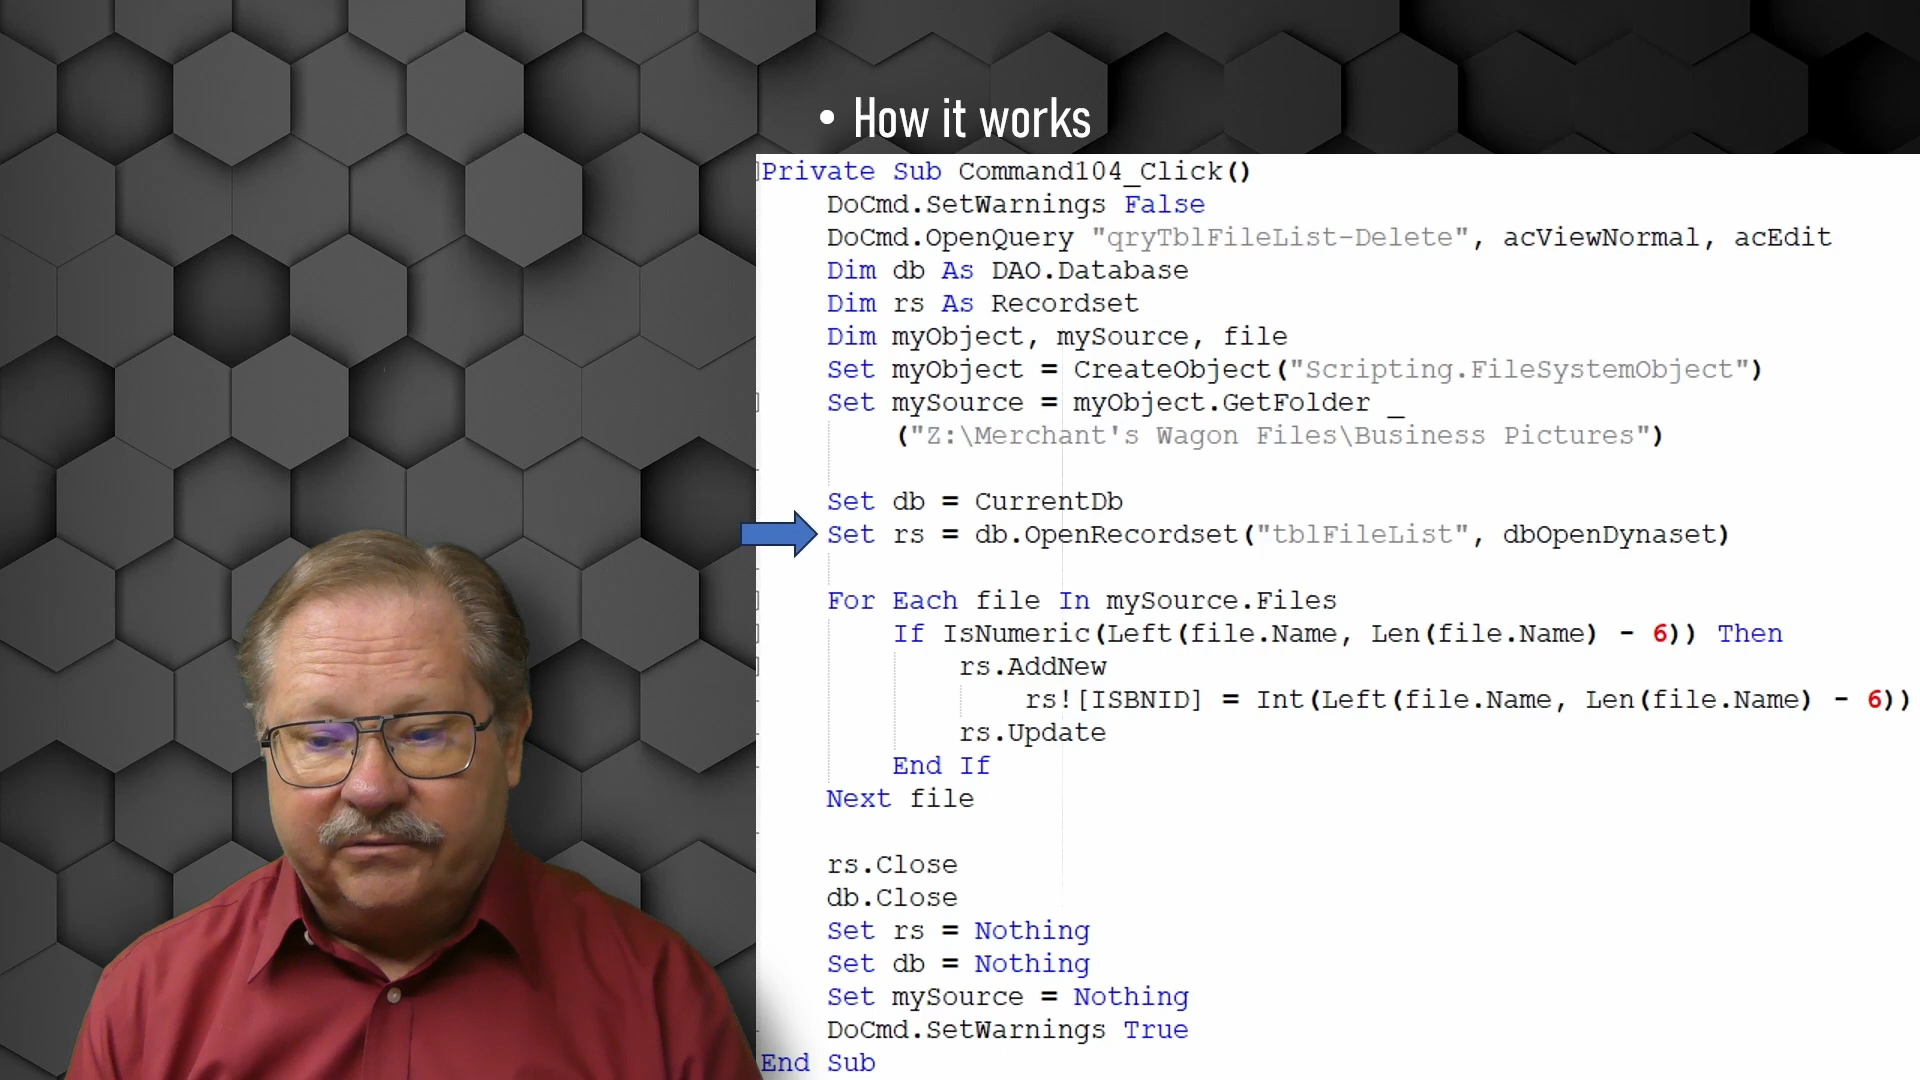 • How it works
Private Sub Command104_Click()
DoCmd.SetWarnings False
DoCmd.OpenQuery "qryTblFileList-Delete", acViewNormal, acEdit
Dim db As DAO.Database
Dim rs As Recordset
Dim myObject, mySource, file
Set myObject = CreateObject("Scripting.FileSystemObject")
Set mySource = myObject.GetFolder _
("Z:\Merchant's Wagon Files\Business Pictures")
Set db = CurrentDb
Set rs = db.OpenRecordset("tblFileList", dbOpenDynaset)
For Each file In mySource.Files
If IsNumeric(Left(file.Name, Len(file.Name) - 6)) Then
rs.AddNew
rs![ISBNID] = Int(Left(file.Name, Len(file.Name) - 6))
rs.Update
End If
Next file
rs.Close
db.Close
Set rs = Nothing
Set db = Nothing
Set mySource = Nothing
DoCmd.SetWarnings True
End Sub